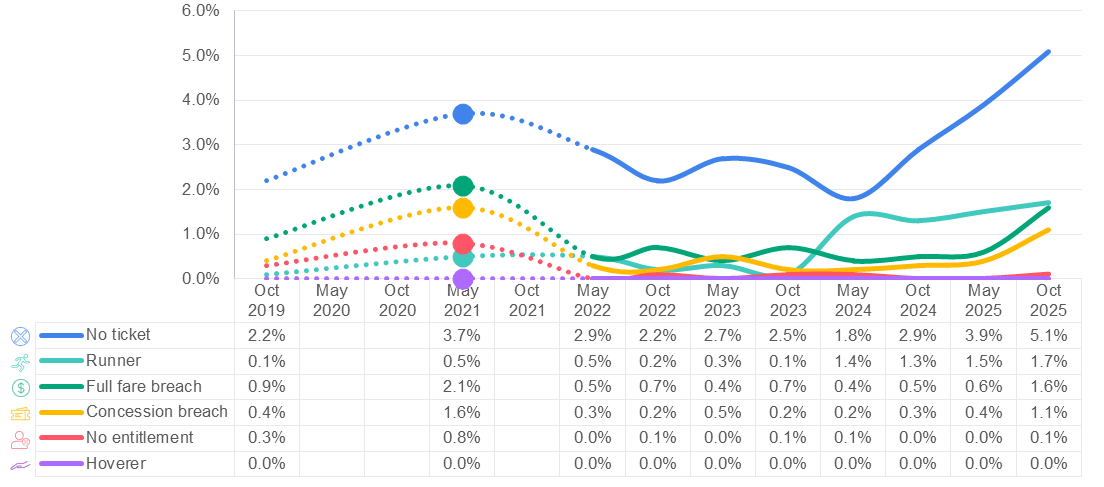 6.0%
5.0%
4.0%
3.0%
2.0%
1.0%
0.0%
Oct May Oct May Oct May Oct May Oct May Oct May Oct
2019 2020 2020 2021 2021 2022 2022 2023 2023 2024 2024 2025 2025
No ticket 2.2% 3.7% 2.9% 2.2% 2.7% 2.5% 1.8% 2.9% 3.9% 5.1%
Runner 0.1% 0.5% 0.5% 0.2% 0.3% 0.1% 1.4% 1.3% 1.5% 1.7%
$ Full fare breach 0.9% 2.1% 0.5% 0.7% 0.4% 0.7% 0.4% 0.5% 0.6% 1.6%
Concession breach 0.4% 1.6% 0.3% 0.2% 0.5% 0.2% 0.2% 0.3% 0.4% 1.1%
No entitlement 0.3% 0.8% 0.0% 0.1% 0.0% 0.1% 0.1% 0.0% 0.0% 0.1%
Hoverer 0.0% 0.0% 0.0% 0.0% 0.0% 0.0% 0.0% 0.0% 0.0% 0.0%